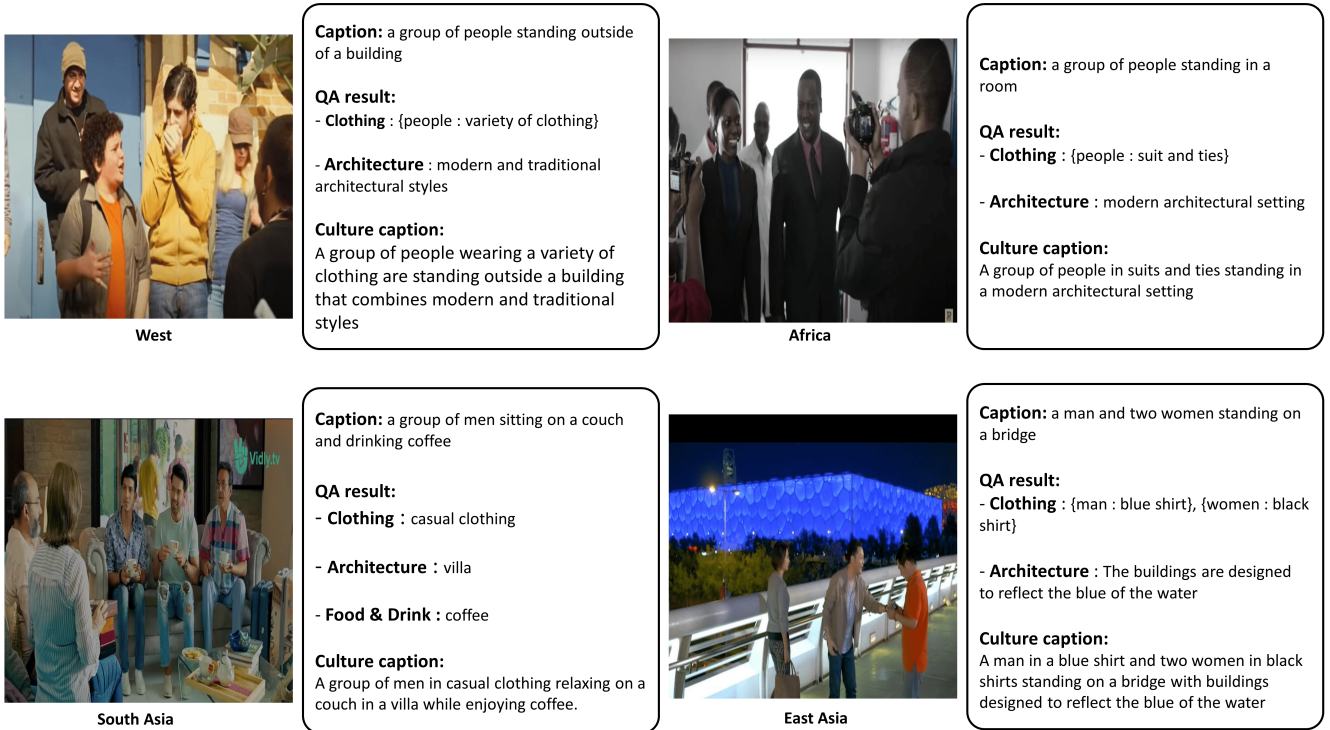 Caption: a group of people standing outside
of a building
QA result:
- Clothing : {people : variety of clothing}
- Architecture : modern and traditional
architectural styles
Culture caption:
A group of people wearing a variety of
clothing are standing outside a building
that combines modern and traditional
styles
West
Caption: a group of people standing in a
room
QA result:
- Clothing : {people : suit and ties}
- Architecture : modern architectural setting
Culture caption:
A group of people in suits and ties standing in
a modern architectural setting
Africa
Caption: a group of men sitting on a couch
and drinking coffee
QA result:
- Clothing : casual clothing
- Architecture : villa
- Food & Drink : coffee
Culture caption:
A group of men in casual clothing relaxing on a
couch in a villa while enjoying coffee.
Vidly.tv
South Asia
Caption: a man and two women standing on
a bridge
QA result:
- Clothing : {man : blue shirt}, {women : black
shirt}
- Architecture : The buildings are designed
to reflect the blue of the water
Culture caption:
A man in a blue shirt and two women in black
shirts standing on a bridge with buildings
designed to reflect the blue of the water
East Asia